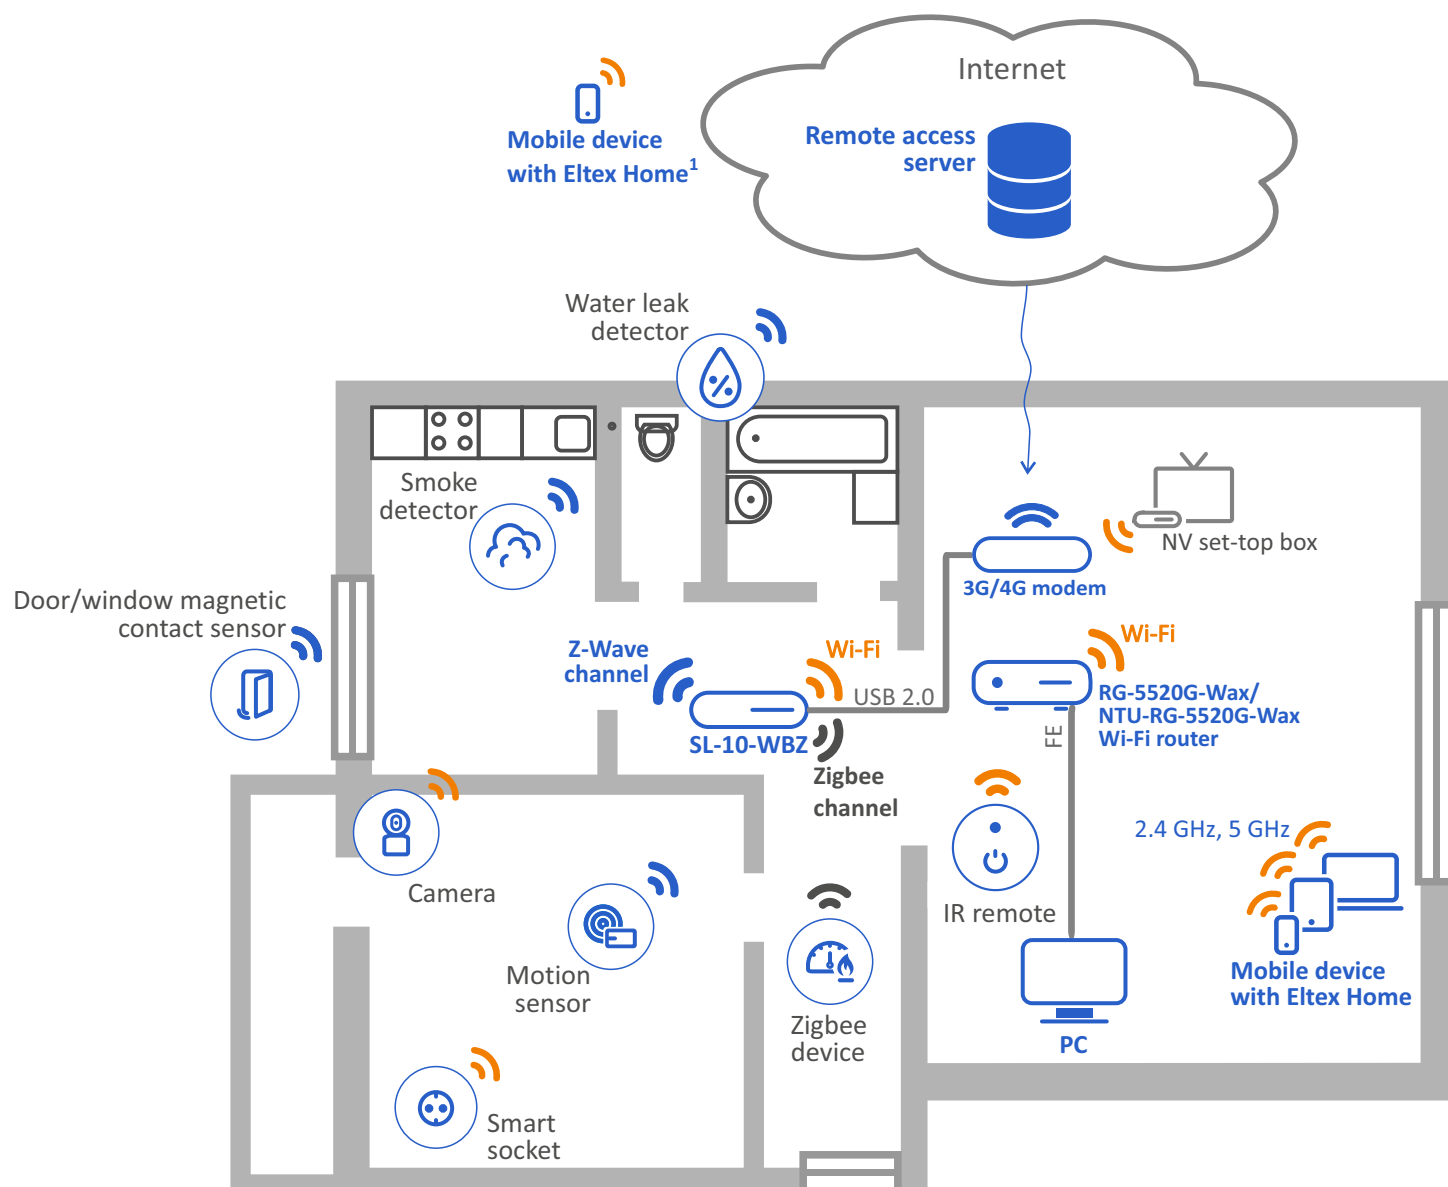 Internet
Mobile device
with Eltex Home¹
Remote access
server
Water leak
detector
Smoke
detector
NV set-top box
3G/4G modem
Door/window magnetic
contact sensor
Z-Wave
channel
Wi-Fi
Wi-Fi
USB 2.0
RG-5520G-Wax/
NTU-RG-5520G-Wax
Wi-Fi router
SL-10-WBZ
FE
Zigbee
channel
2.4 GHz, 5 GHz
Camera
IR remote
Motion
sensor
Mobile device
with Eltex Home
Zigbee
device
PC
Smart
socket